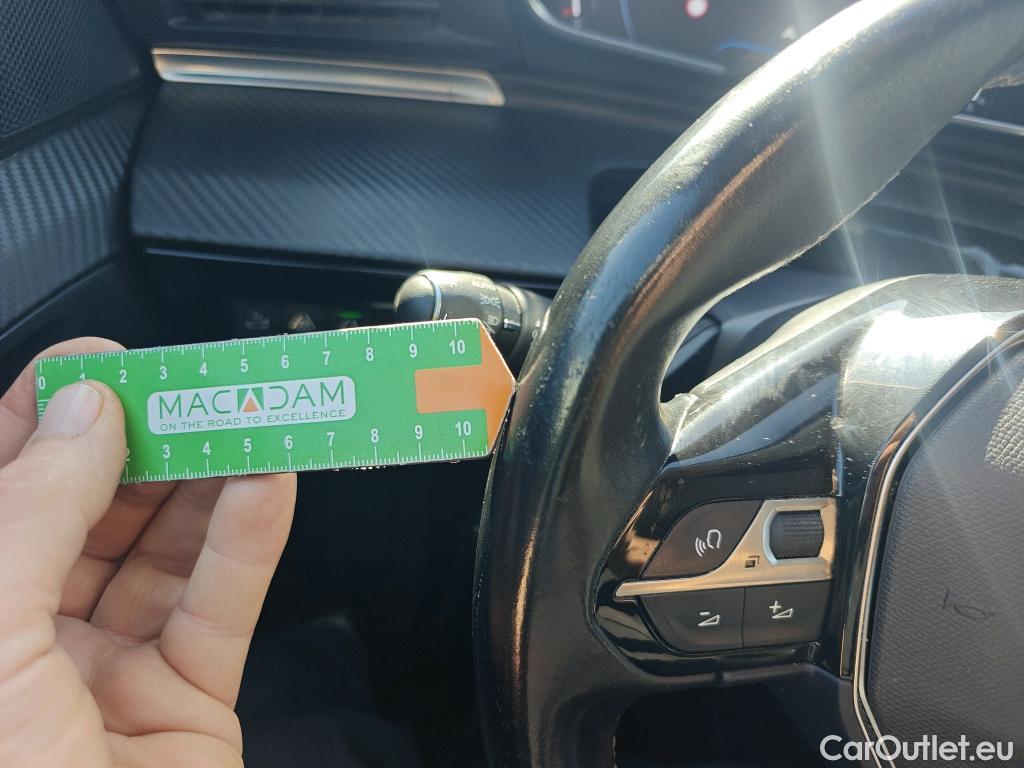 0 1 2 3 4 5 6 7 8 9 10
MACADAM
ON THE ROAD TO EXCELLENCE
2 3 4 5 6 7 8 9 10
CarOutlet.eu